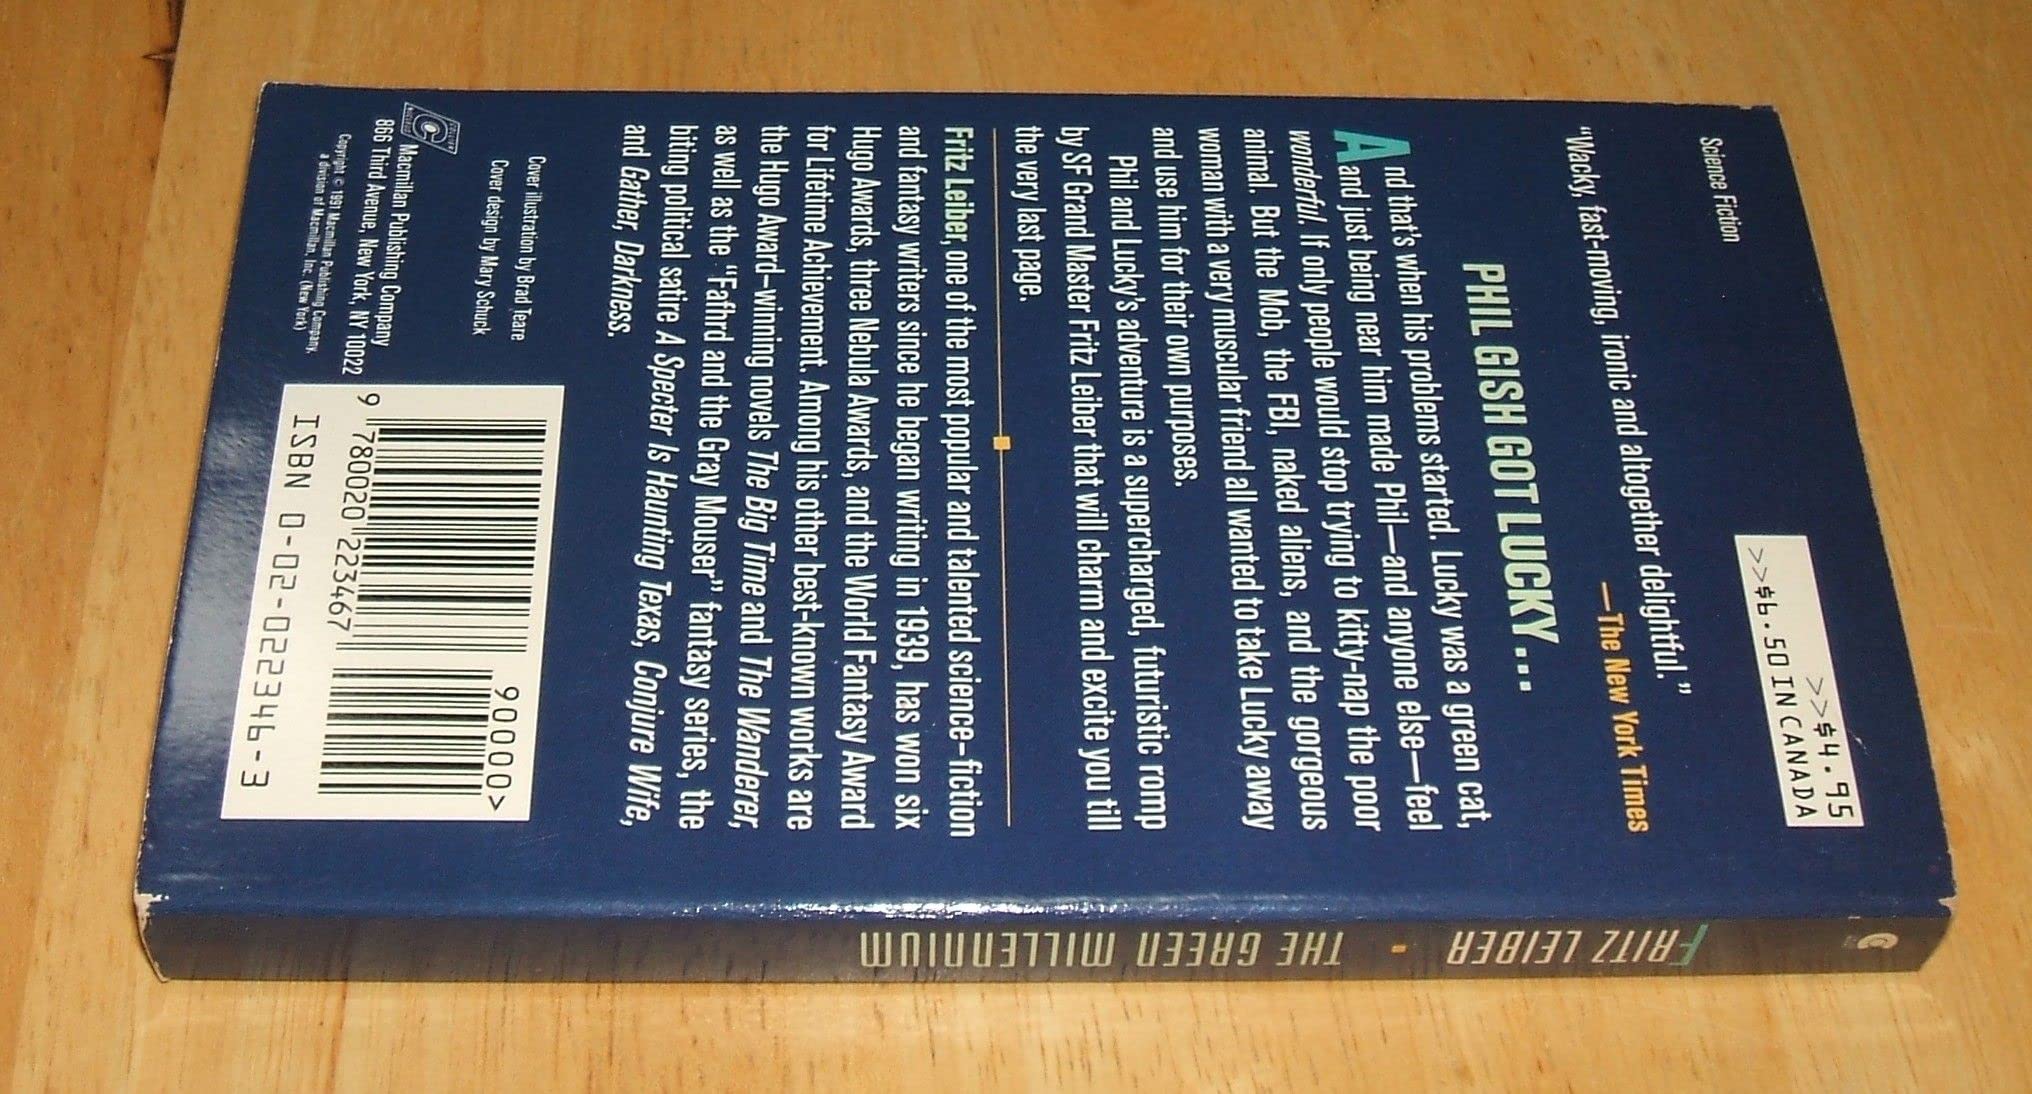 Science Fiction
>>$4.95
>>$6.50 IN CANADA
"Wacky, fast-moving, ironic and altogether delightful."
—The New York Times
PHIL GISH GOT LUCKY...
And that's when his problems started. Lucky was a green cat,
and just being near him made Phil—and anyone else—feel
wonderful. If only people would stop trying to kitty-nap the poor
animal. But the Mob, the FBI, naked aliens, and the gorgeous
woman with a very muscular friend all wanted to take Lucky away
and use him for their own purposes.
Phil and Lucky's adventure is a supercharged, futuristic romp
by SF Grand Master Fritz Leiber that will charm and excite you till
the very last page.
Fritz Leiber, one of the most popular and talented science-fiction
and fantasy writers since he began writing in 1939, has won six
Hugo Awards, three Nebula Awards, and the World Fantasy Award
for Lifetime Achievement. Among his other best-known works are
the Hugo Award–winning novels The Big Time and The Wanderer,
as well as the "Fafhrd and the Gray Mouser" fantasy series, the
biting political satire A Specter Is Haunting Texas, Conjure Wife,
and Gather, Darkness.
Cover illustration by Brad Teare
Cover design by Mary Schuck
Macmillan Publishing Company
866 Third Avenue, New York, NY 10022
Copyright © 1991 Macmillan Publishing Company,
a division of Macmillan, Inc. (New York)
90000>
9 780020 223467
ISBN 0-02-022346-3
FRITZ LEIBER • THE GREEN MILLENNIUM